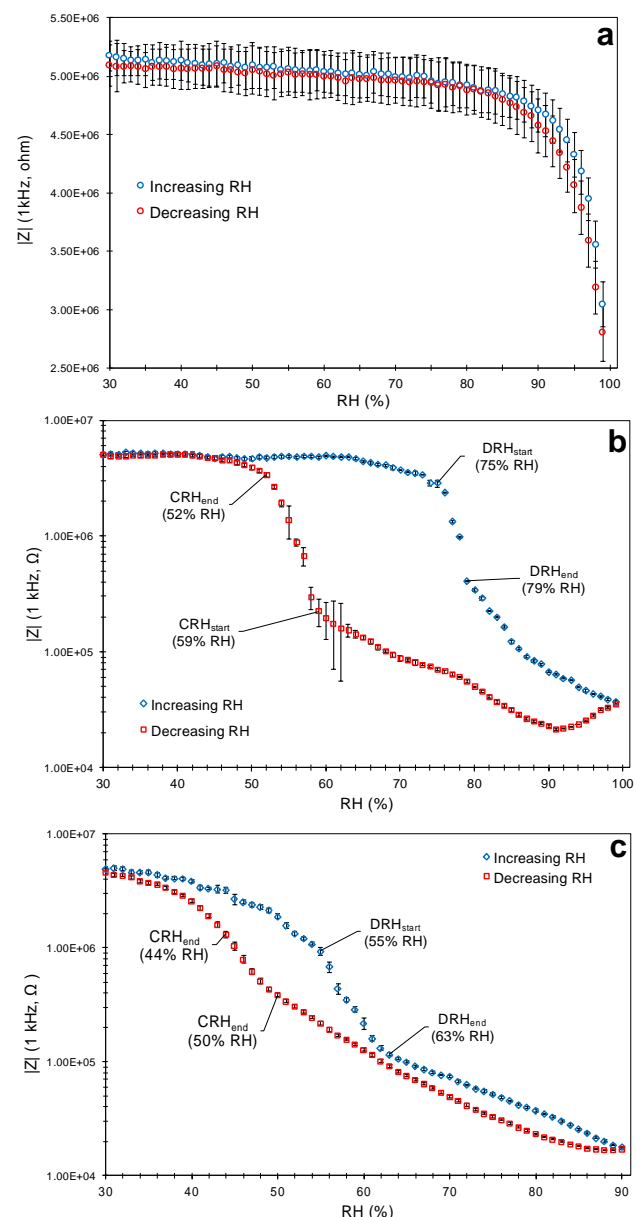 a
5.50E+06
5.00E+06
4.50E+06
4.00E+06
3.50E+06
3.00E+06
2.50E+06
|Z| (1kHz, ohm)
Increasing RH
Decreasing RH
30 40 50 60 70 80 90 100
RH (%)
b
1.00E+07
1.00E+06
1.00E+05
1.00E+04
|Z| (1 kHz, Ω)
DRHstart
(75% RH)
CRHend
(52% RH)
DRHend
(79% RH)
CRHstart
(59% RH)
Increasing RH
Decreasing RH
30 40 50 60 70 80 90 100
RH (%)
c
1.00E+07
1.00E+06
1.00E+05
1.00E+04
|Z| (1 kHz, Ω)
Increasing RH
Decreasing RH
DRHstart
(55% RH)
CRHend
(44% RH)
CRHend
(50% RH)
DRHend
(63% RH)
30 40 50 60 70 80 90
RH (%)